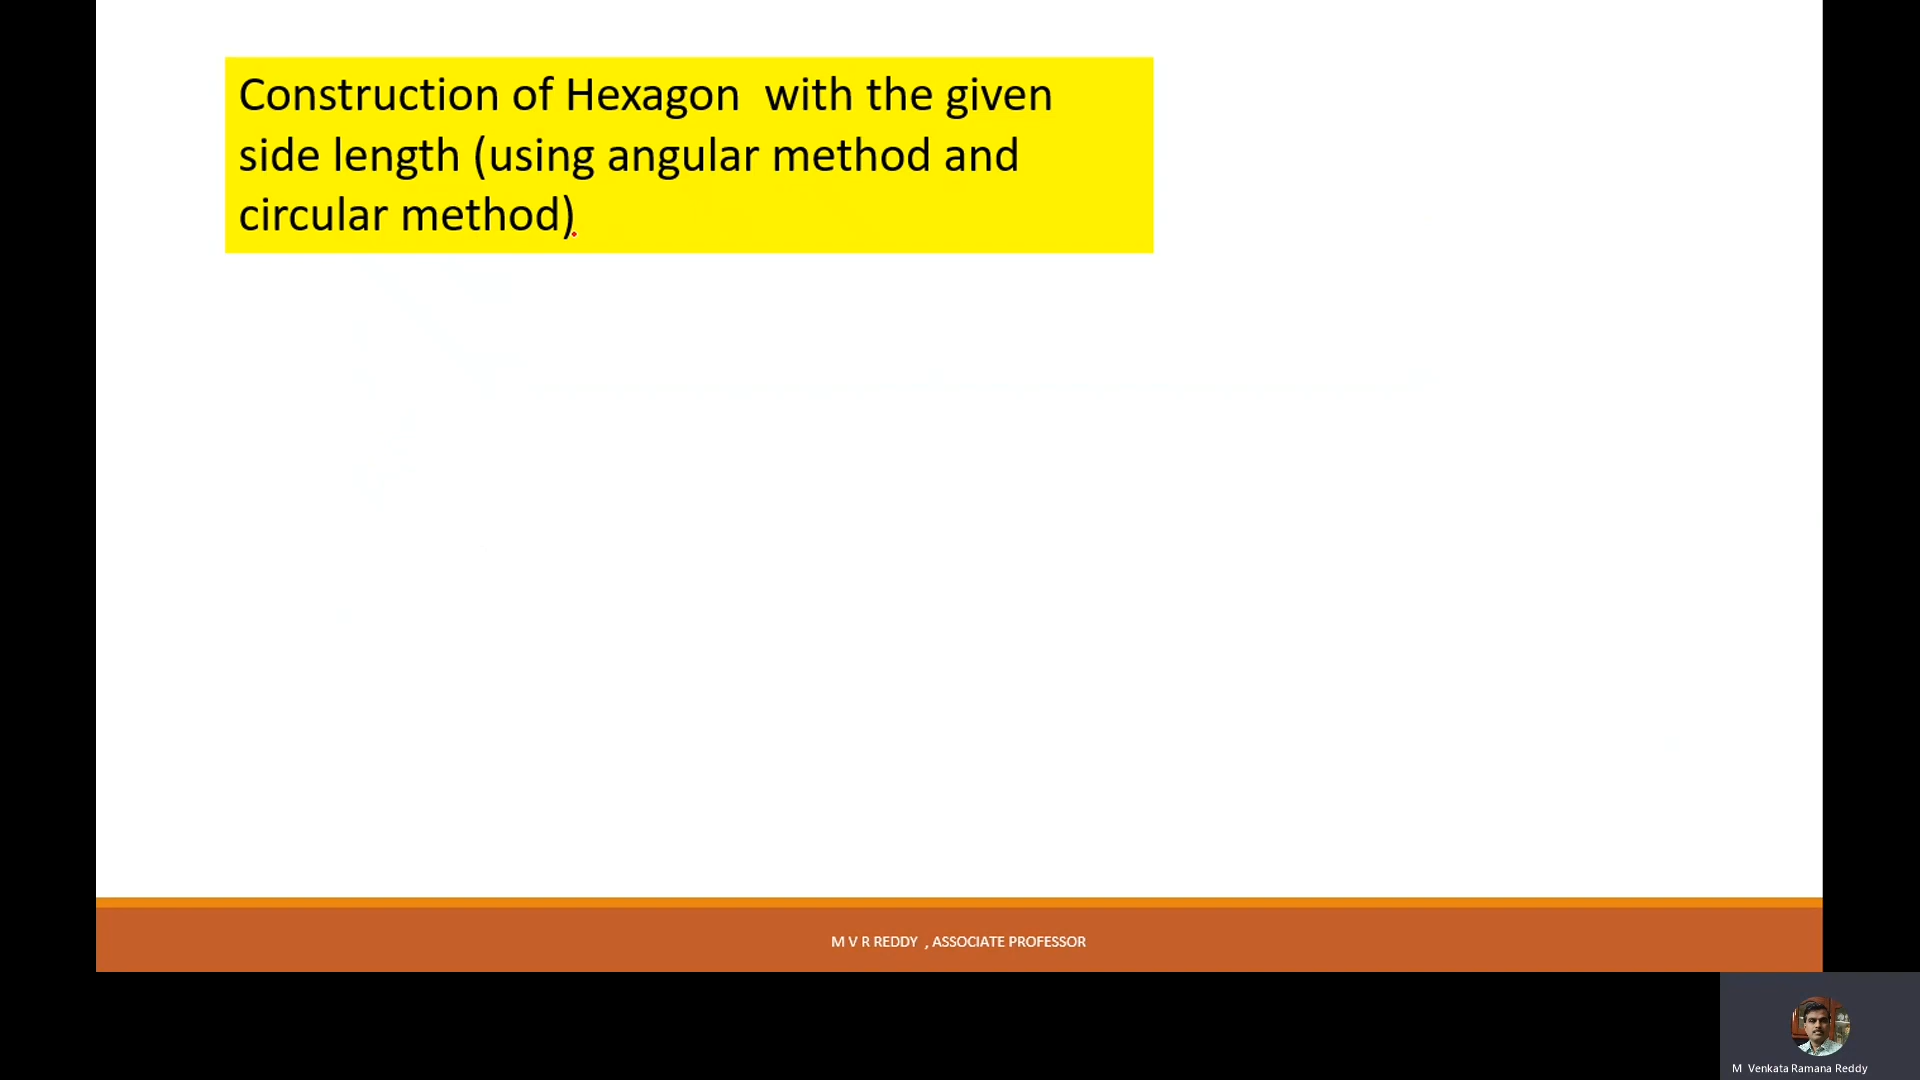 Construction of Hexagon  with the given
side length (using angular method and
circular method)
M V R REDDY  , ASSOCIATE PROFESSOR
M  Venkata Ramana Reddy